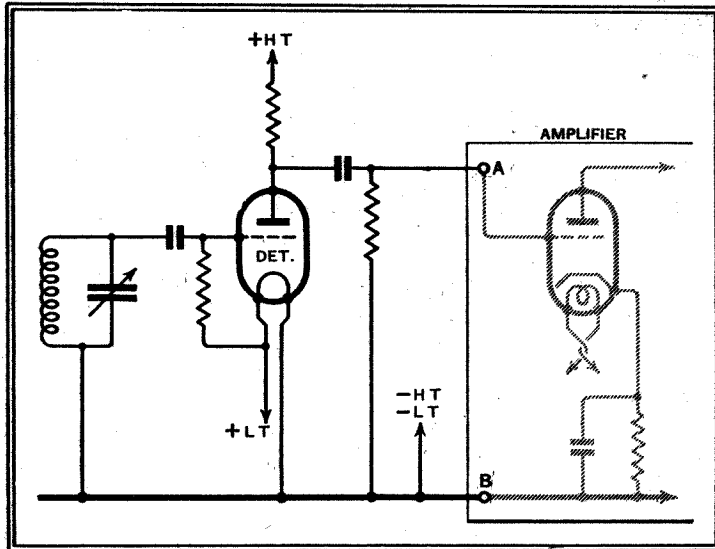 +HT
AMPLIFIER
A
DET.
-HT
-LT
+LT
B